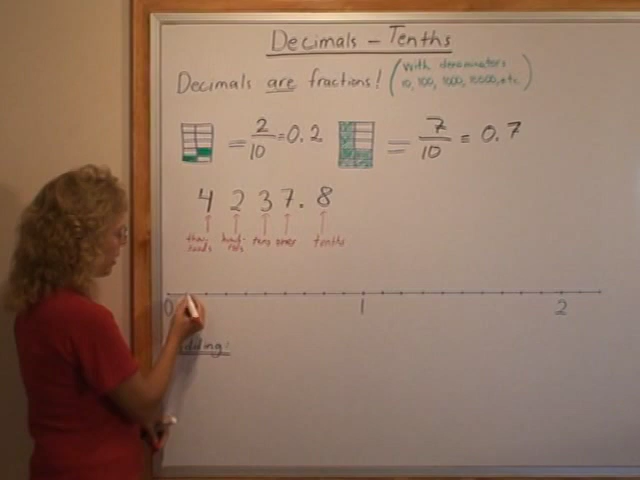 Decimals – Tenths
Decimals are fractions! (With denominators
10, 100, 1000, 10000, etc.)
= 2/10 = 0.2 = 7/10 = 0.7
4 2 3 7. 8
thou-sands hund-reds tens ones tenths
0 1 2